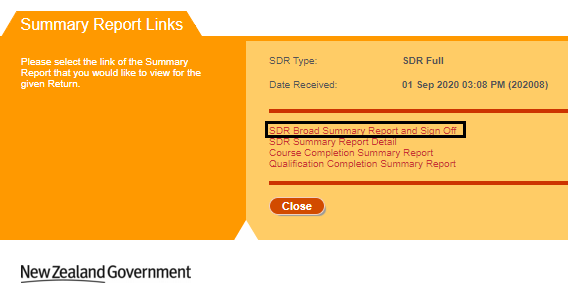 Summary Report Links
Please select the link of the Summary
Report that you would like to view for the
given Return.
SDR Type: SDR Full
Date Received: 01 Sep 2020 03:08 PM (202008)
SDR Broad Summary Report and Sign Off
SDR Summary Report Detail
Course Completion Summary Report
Qualification Completion Summary Report
Close
New Zealand Government